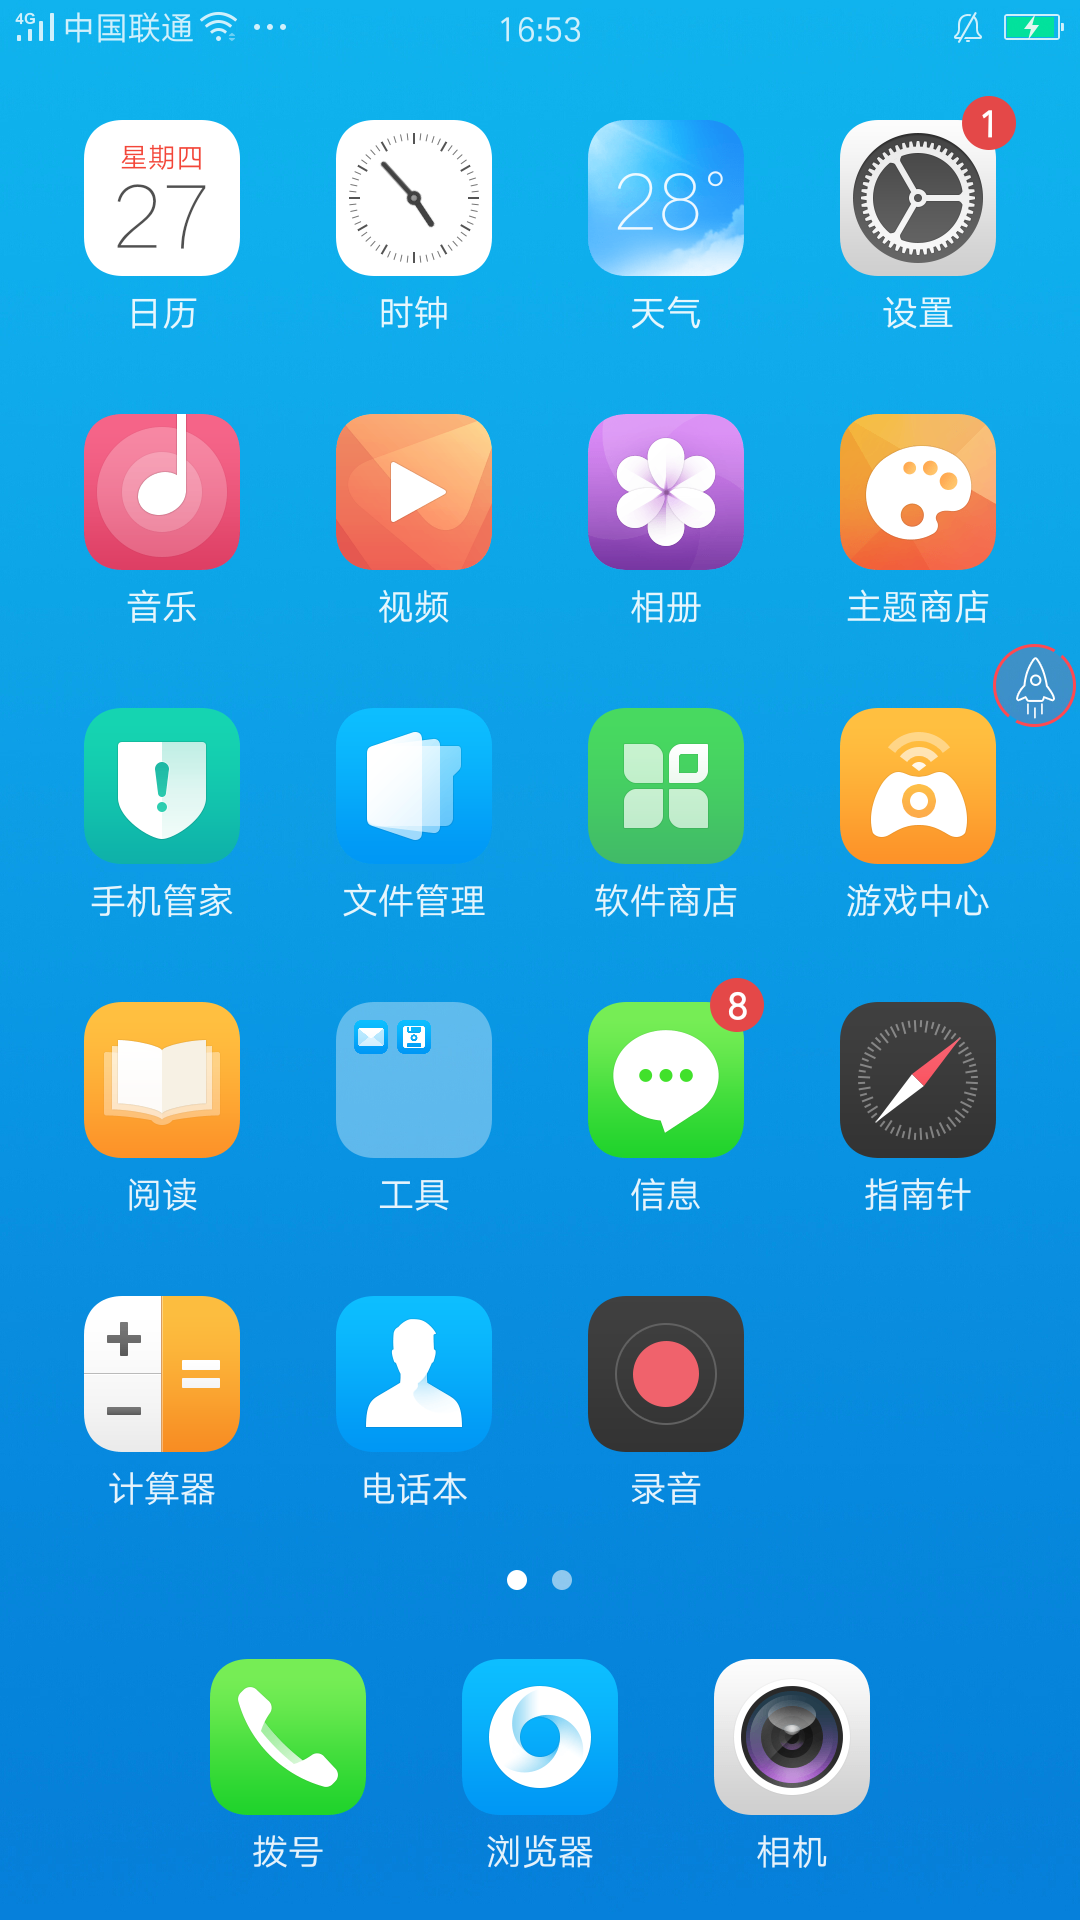 4G 中国联通 16:53
1
星期四
27
28°
日历 时钟 天气 设置
音乐 视频 相册 主题商店
手机管家 文件管理 软件商店 游戏中心
8
阅读 工具 信息 指南针
计算器 电话本 录音
拨号 浏览器 相机